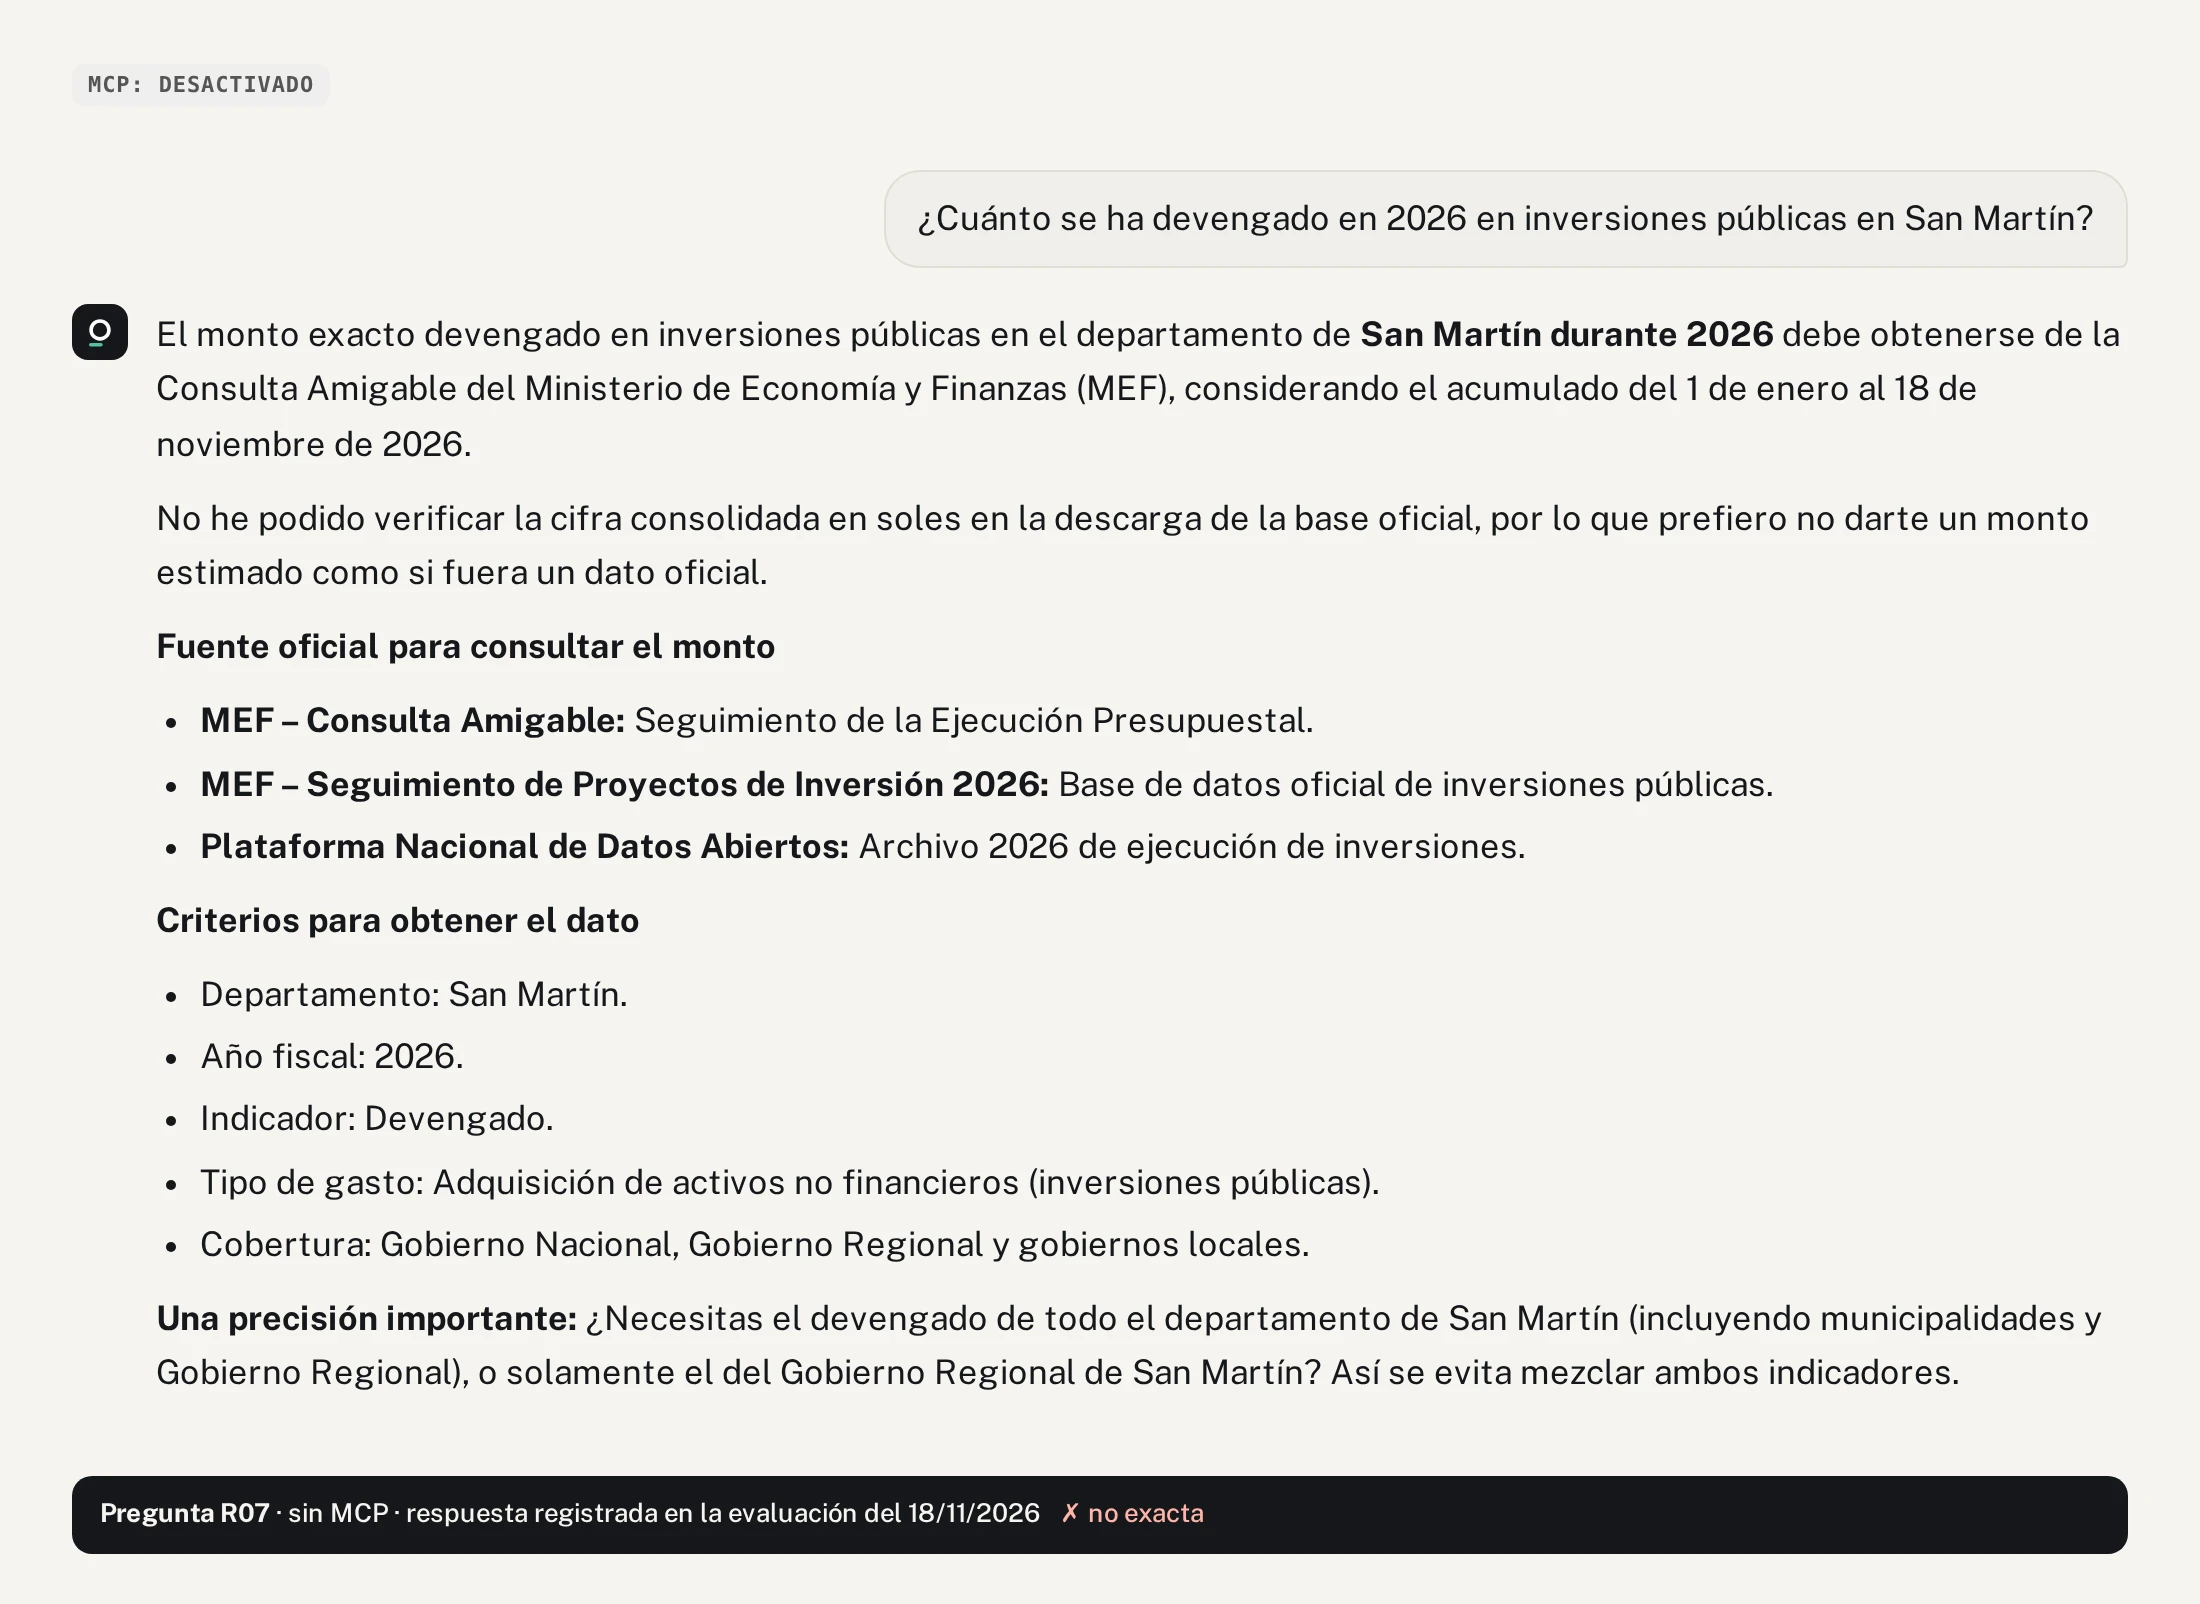 MCP: DESACTIVADO
¿Cuánto se ha devengado en 2026 en inversiones públicas en San Martín?
El monto exacto devengado en inversiones públicas en el departamento de San Martín durante 2026 debe obtenerse de la
Consulta Amigable del Ministerio de Economía y Finanzas (MEF), considerando el acumulado del 1 de enero al 18 de
noviembre de 2026.
No he podido verificar la cifra consolidada en soles en la descarga de la base oficial, por lo que prefiero no darte un monto
estimado como si fuera un dato oficial.
Fuente oficial para consultar el monto
• MEF – Consulta Amigable: Seguimiento de la Ejecución Presupuestal.
• MEF – Seguimiento de Proyectos de Inversión 2026: Base de datos oficial de inversiones públicas.
• Plataforma Nacional de Datos Abiertos: Archivo 2026 de ejecución de inversiones.
Criterios para obtener el dato
• Departamento: San Martín.
• Año fiscal: 2026.
• Indicador: Devengado.
• Tipo de gasto: Adquisición de activos no financieros (inversiones públicas).
• Cobertura: Gobierno Nacional, Gobierno Regional y gobiernos locales.
Una precisión importante: ¿Necesitas el devengado de todo el departamento de San Martín (incluyendo municipalidades y
Gobierno Regional), o solamente el del Gobierno Regional de San Martín? Así se evita mezclar ambos indicadores.
Pregunta R07 · sin MCP · respuesta registrada en la evaluación del 18/11/2026 ✗ no exacta